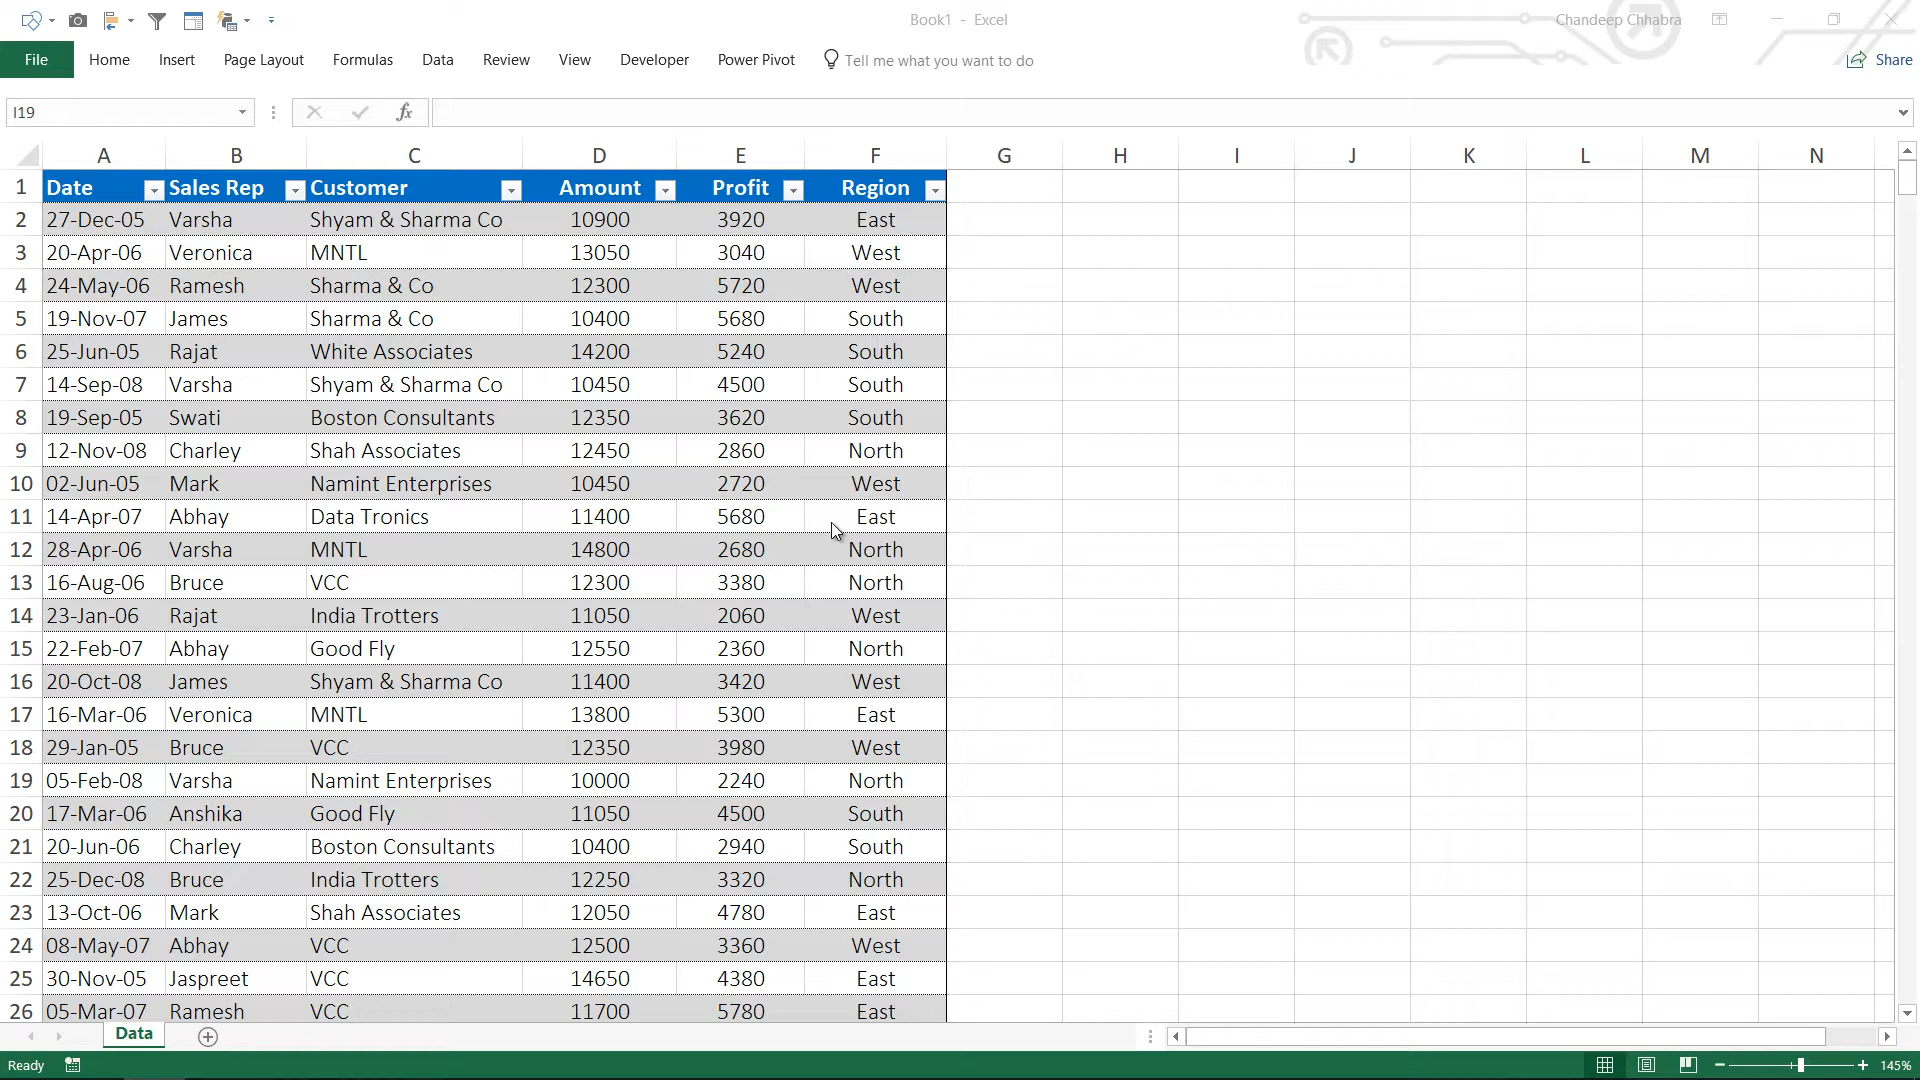 Book1 - Excel
Chandeep Chhabra
File Home Insert Page Layout Formulas Data Review View Developer Power Pivot Tell me what you want to do Share
I19 fx
A B C D E F G H I J K L M N
1 Date Sales Rep Customer Amount Profit Region
2 27-Dec-05 Varsha Shyam & Sharma Co 10900 3920 East
3 20-Apr-06 Veronica MNTL 13050 3040 West
4 24-May-06 Ramesh Sharma & Co 12300 5720 West
5 19-Nov-07 James Sharma & Co 10400 5680 South
6 25-Jun-05 Rajat White Associates 14200 5240 South
7 14-Sep-08 Varsha Shyam & Sharma Co 10450 4500 South
8 19-Sep-05 Swati Boston Consultants 12350 3620 South
9 12-Nov-08 Charley Shah Associates 12450 2860 North
10 02-Jun-05 Mark Namint Enterprises 10450 2720 West
11 14-Apr-07 Abhay Data Tronics 11400 5680 East
12 28-Apr-06 Varsha MNTL 14800 2680 North
13 16-Aug-06 Bruce VCC 12300 3380 North
14 23-Jan-06 Rajat India Trotters 11050 2060 West
15 22-Feb-07 Abhay Good Fly 12550 2360 North
16 20-Oct-08 James Shyam & Sharma Co 11400 3420 West
17 16-Mar-06 Veronica MNTL 13800 5300 East
18 29-Jan-05 Bruce VCC 12350 3980 West
19 05-Feb-08 Varsha Namint Enterprises 10000 2240 North
20 17-Mar-06 Anshika Good Fly 11050 4500 South
21 20-Jun-06 Charley Boston Consultants 10400 2940 South
22 25-Dec-08 Bruce India Trotters 12250 3320 North
23 13-Oct-06 Mark Shah Associates 12050 4780 East
24 08-May-07 Abhay VCC 12500 3360 West
25 30-Nov-05 Jaspreet VCC 14650 4380 East
26 05-Mar-07 Ramesh VCC 11700 5780 East
Data
Ready 145%